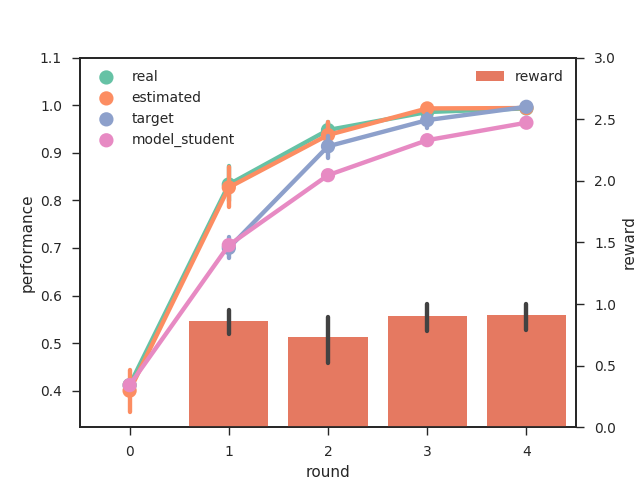 1.1
1.0
0.9
0.8
0.7
0.6
0.5
0.4
performance
real
estimated
target
model_student
reward
3.0
2.5
2.0
1.5
1.0
0.5
0.0
reward
0 1 2 3 4
round